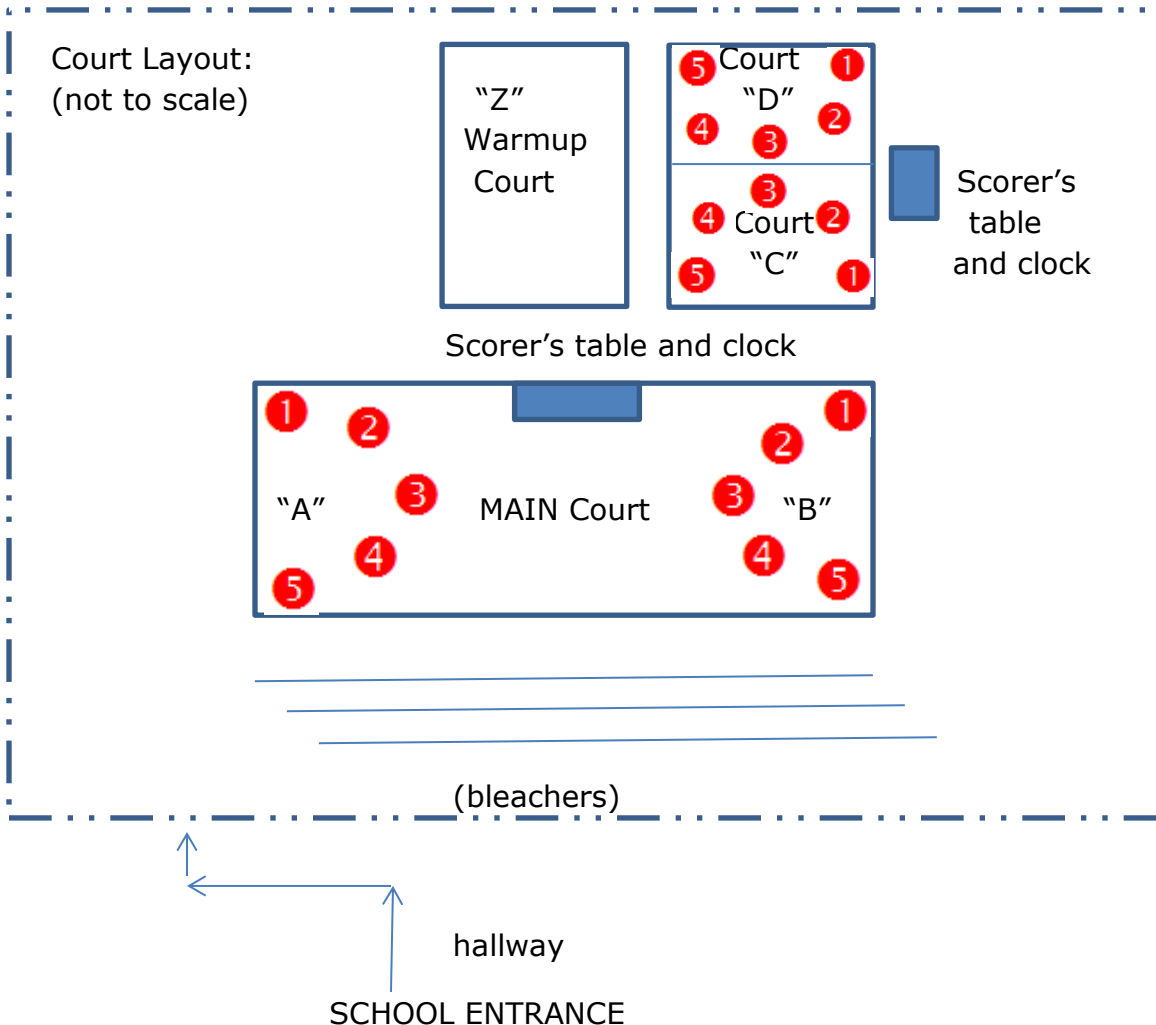 Court Layout:
(not to scale)
“Z”
Warmup
Court
5 Court 1
“D”
4 2
3
3
4 Court 2
“C”
5 1
Scorer’s
table
and clock
Scorer’s table and clock
1 1
2 2
“A” 3 MAIN Court 3 “B”
4 4
5 5
(bleachers)
hallway
SCHOOL ENTRANCE